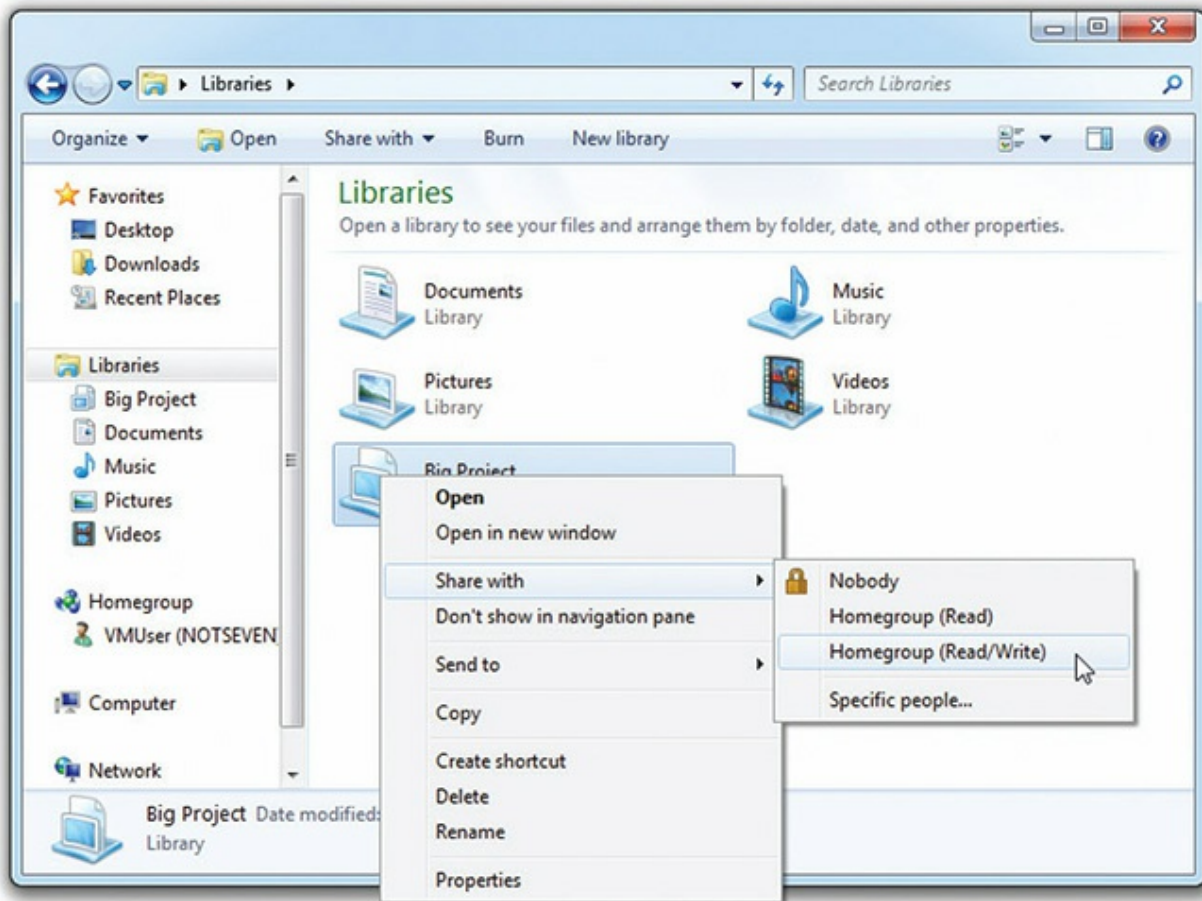 Libraries
Search Libraries
Organize
Open
Share with
Burn
New library
Favorites
Desktop
Downloads
Recent Places
Libraries
Big Project
Documents
Music
Pictures
Videos
Homegroup
VMUser (NOTSEVEN)
Computer
Network
Libraries
Open a library to see your files and arrange them by folder, date, and other properties.
Documents
Library
Music
Library
Pictures
Library
Videos
Library
Big Project
Open
Open in new window
Share with
Don't show in navigation pane
Send to
Copy
Create shortcut
Delete
Rename
Properties
Nobody
Homegroup (Read)
Homegroup (Read/Write)
Specific people...
Big Project Date modified:
Library